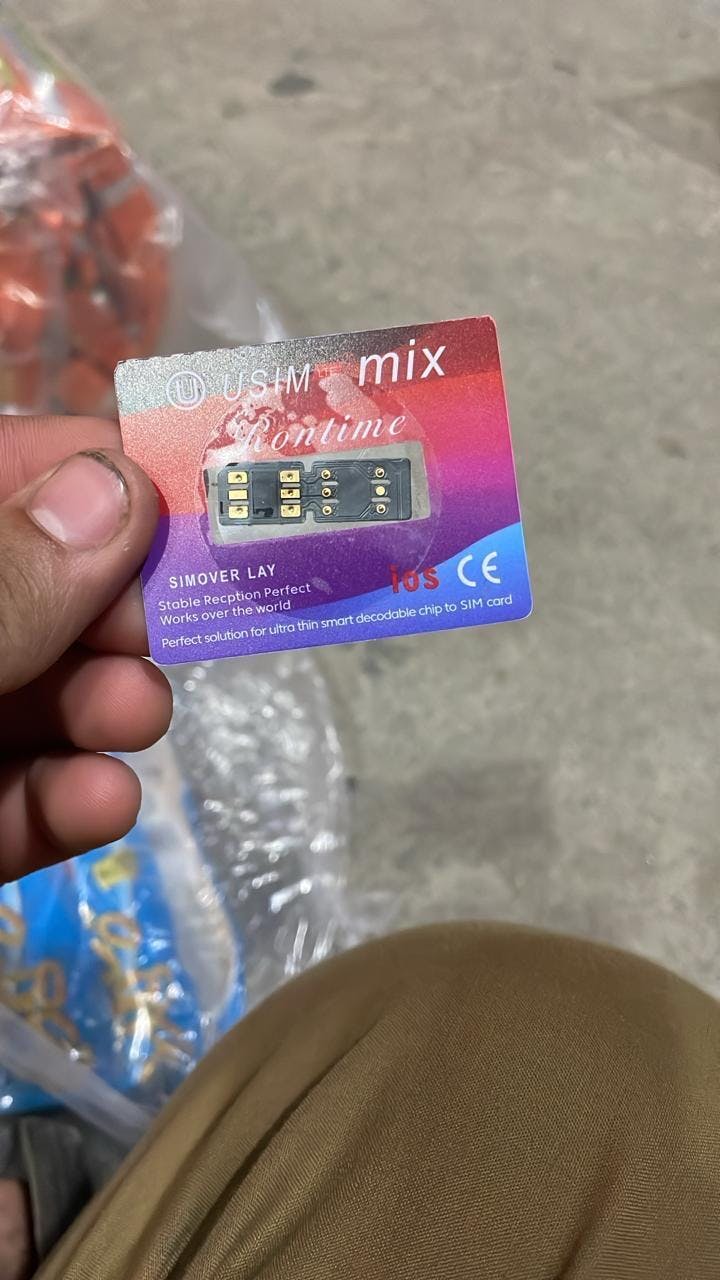 U USIM mix
Rontime
SIMOVER LAY
ios CE
Stable Recption Perfect
Works over the world
Perfect solution for ultra thin smart decodable chip to SIM card